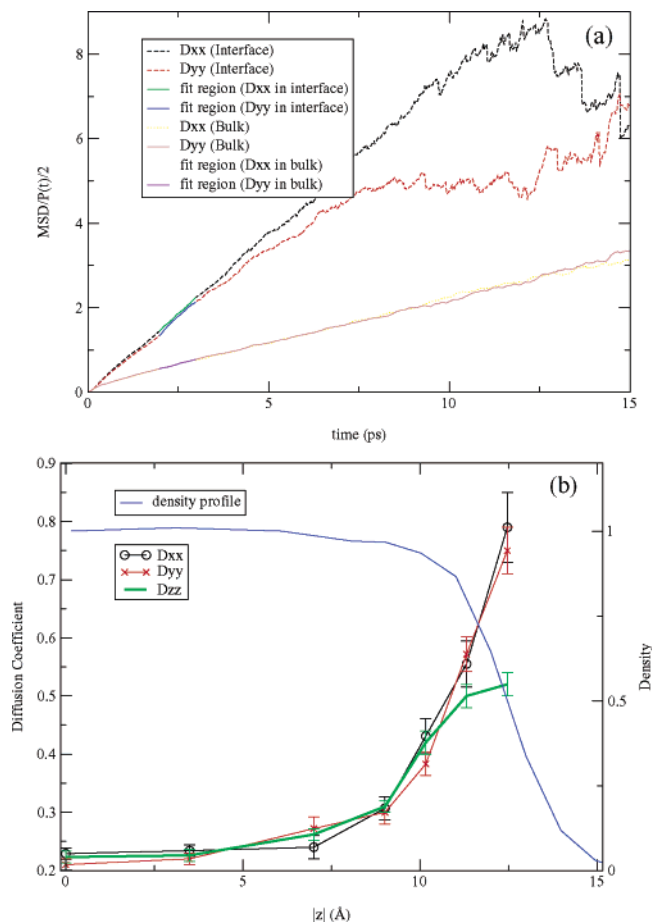 (a)
Dxx (Interface)
Dyy (Interface)
fit region (Dxx in interface)
fit region (Dyy in interface)
Dxx (Bulk)
Dyy (Bulk)
fit region (Dxx in bulk)
fit region (Dyy in bulk)
MSD/P(t)/2
8
6
4
2
0
0 5 10 15
time (ps)
(b)
density profile
Dxx
Dyy
Dzz
Diffusion Coefficient
0.9
0.8
0.7
0.6
0.5
0.4
0.3
0.2
1
0.5
0
Density
0 5 10 15
|z| (Å)